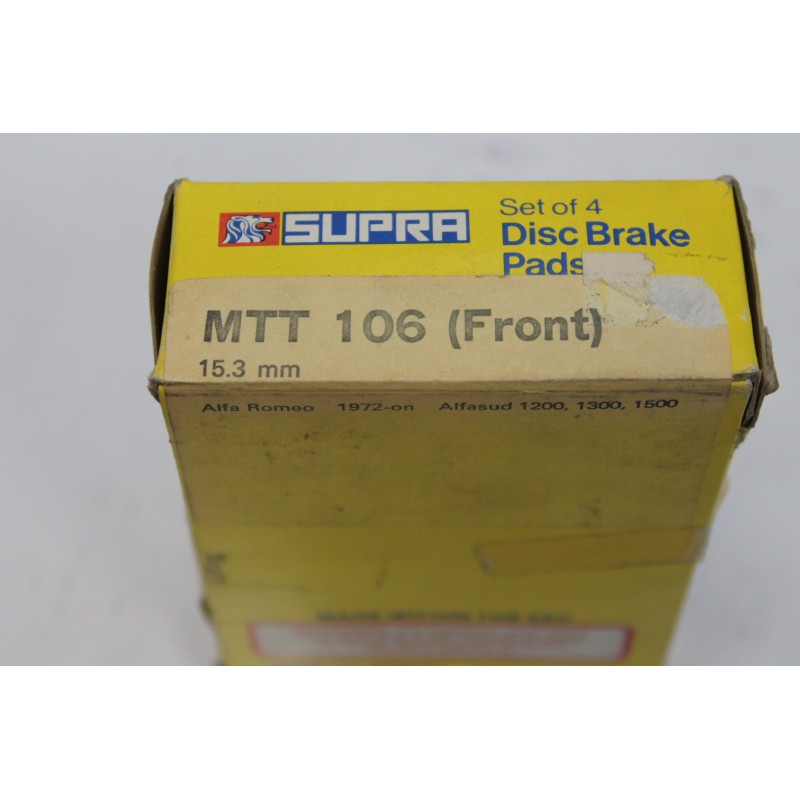 SUPRA
Set of 4
Disc Brake
Pads
MTT 106 (Front)
15.3 mm
Alfa Romeo 1972-on Alfasud 1200, 1300, 1500